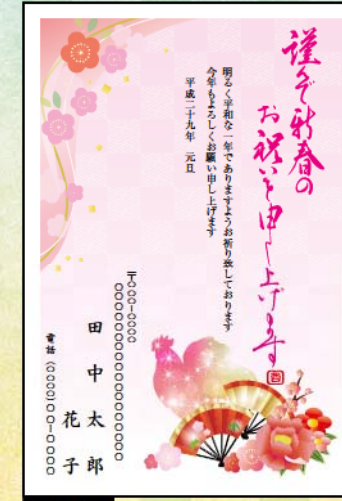 謹んで新春の
お祝いを申し上げます
明るく平和な一年でありますようお祈り致しております
今年もよろしくお願い申し上げます
平成二十九年 元旦
〒000-0000
000000000000000000
田中太郎
花子
電話 (0000) 00-0000